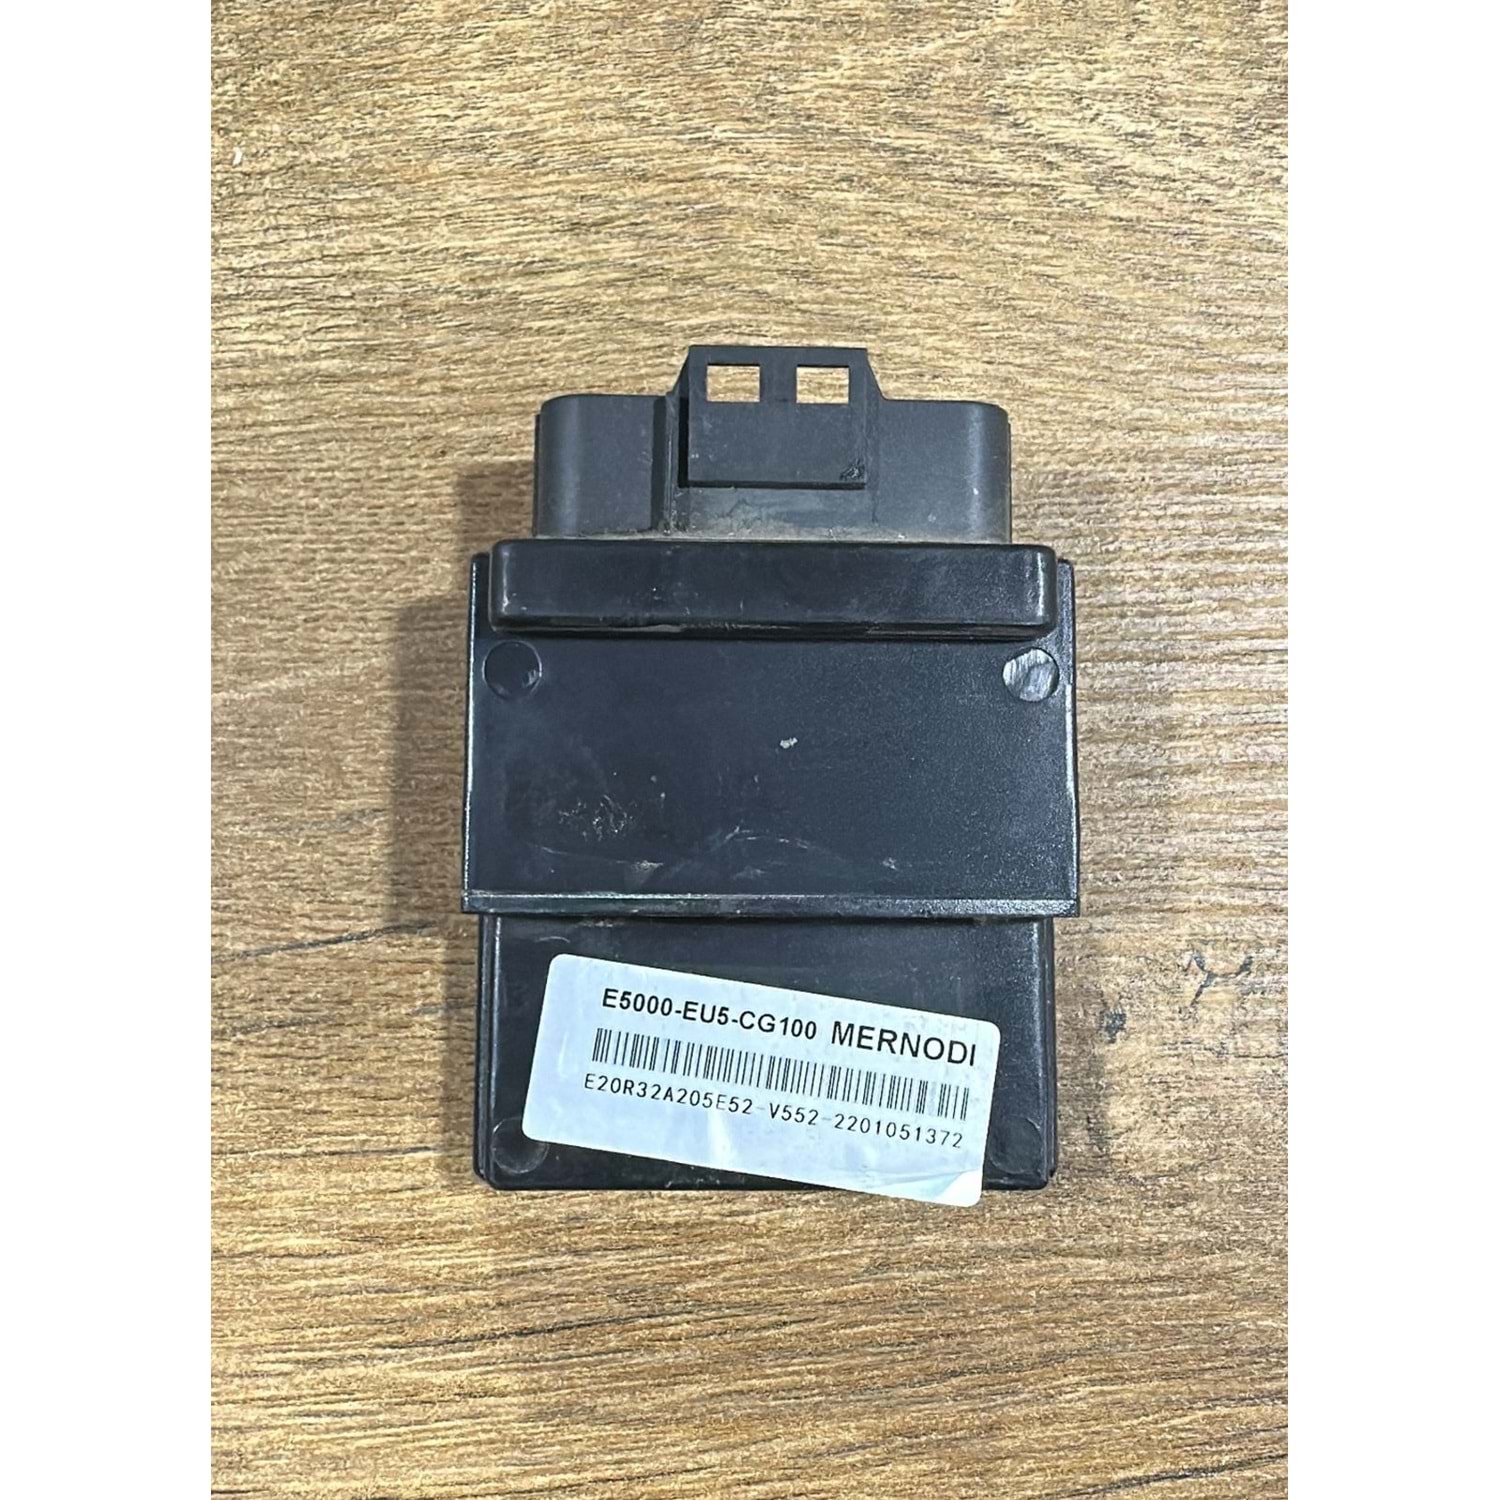 E5000-EU5-CG100 MERNODI
E20R32A205E52-V552-2201051372